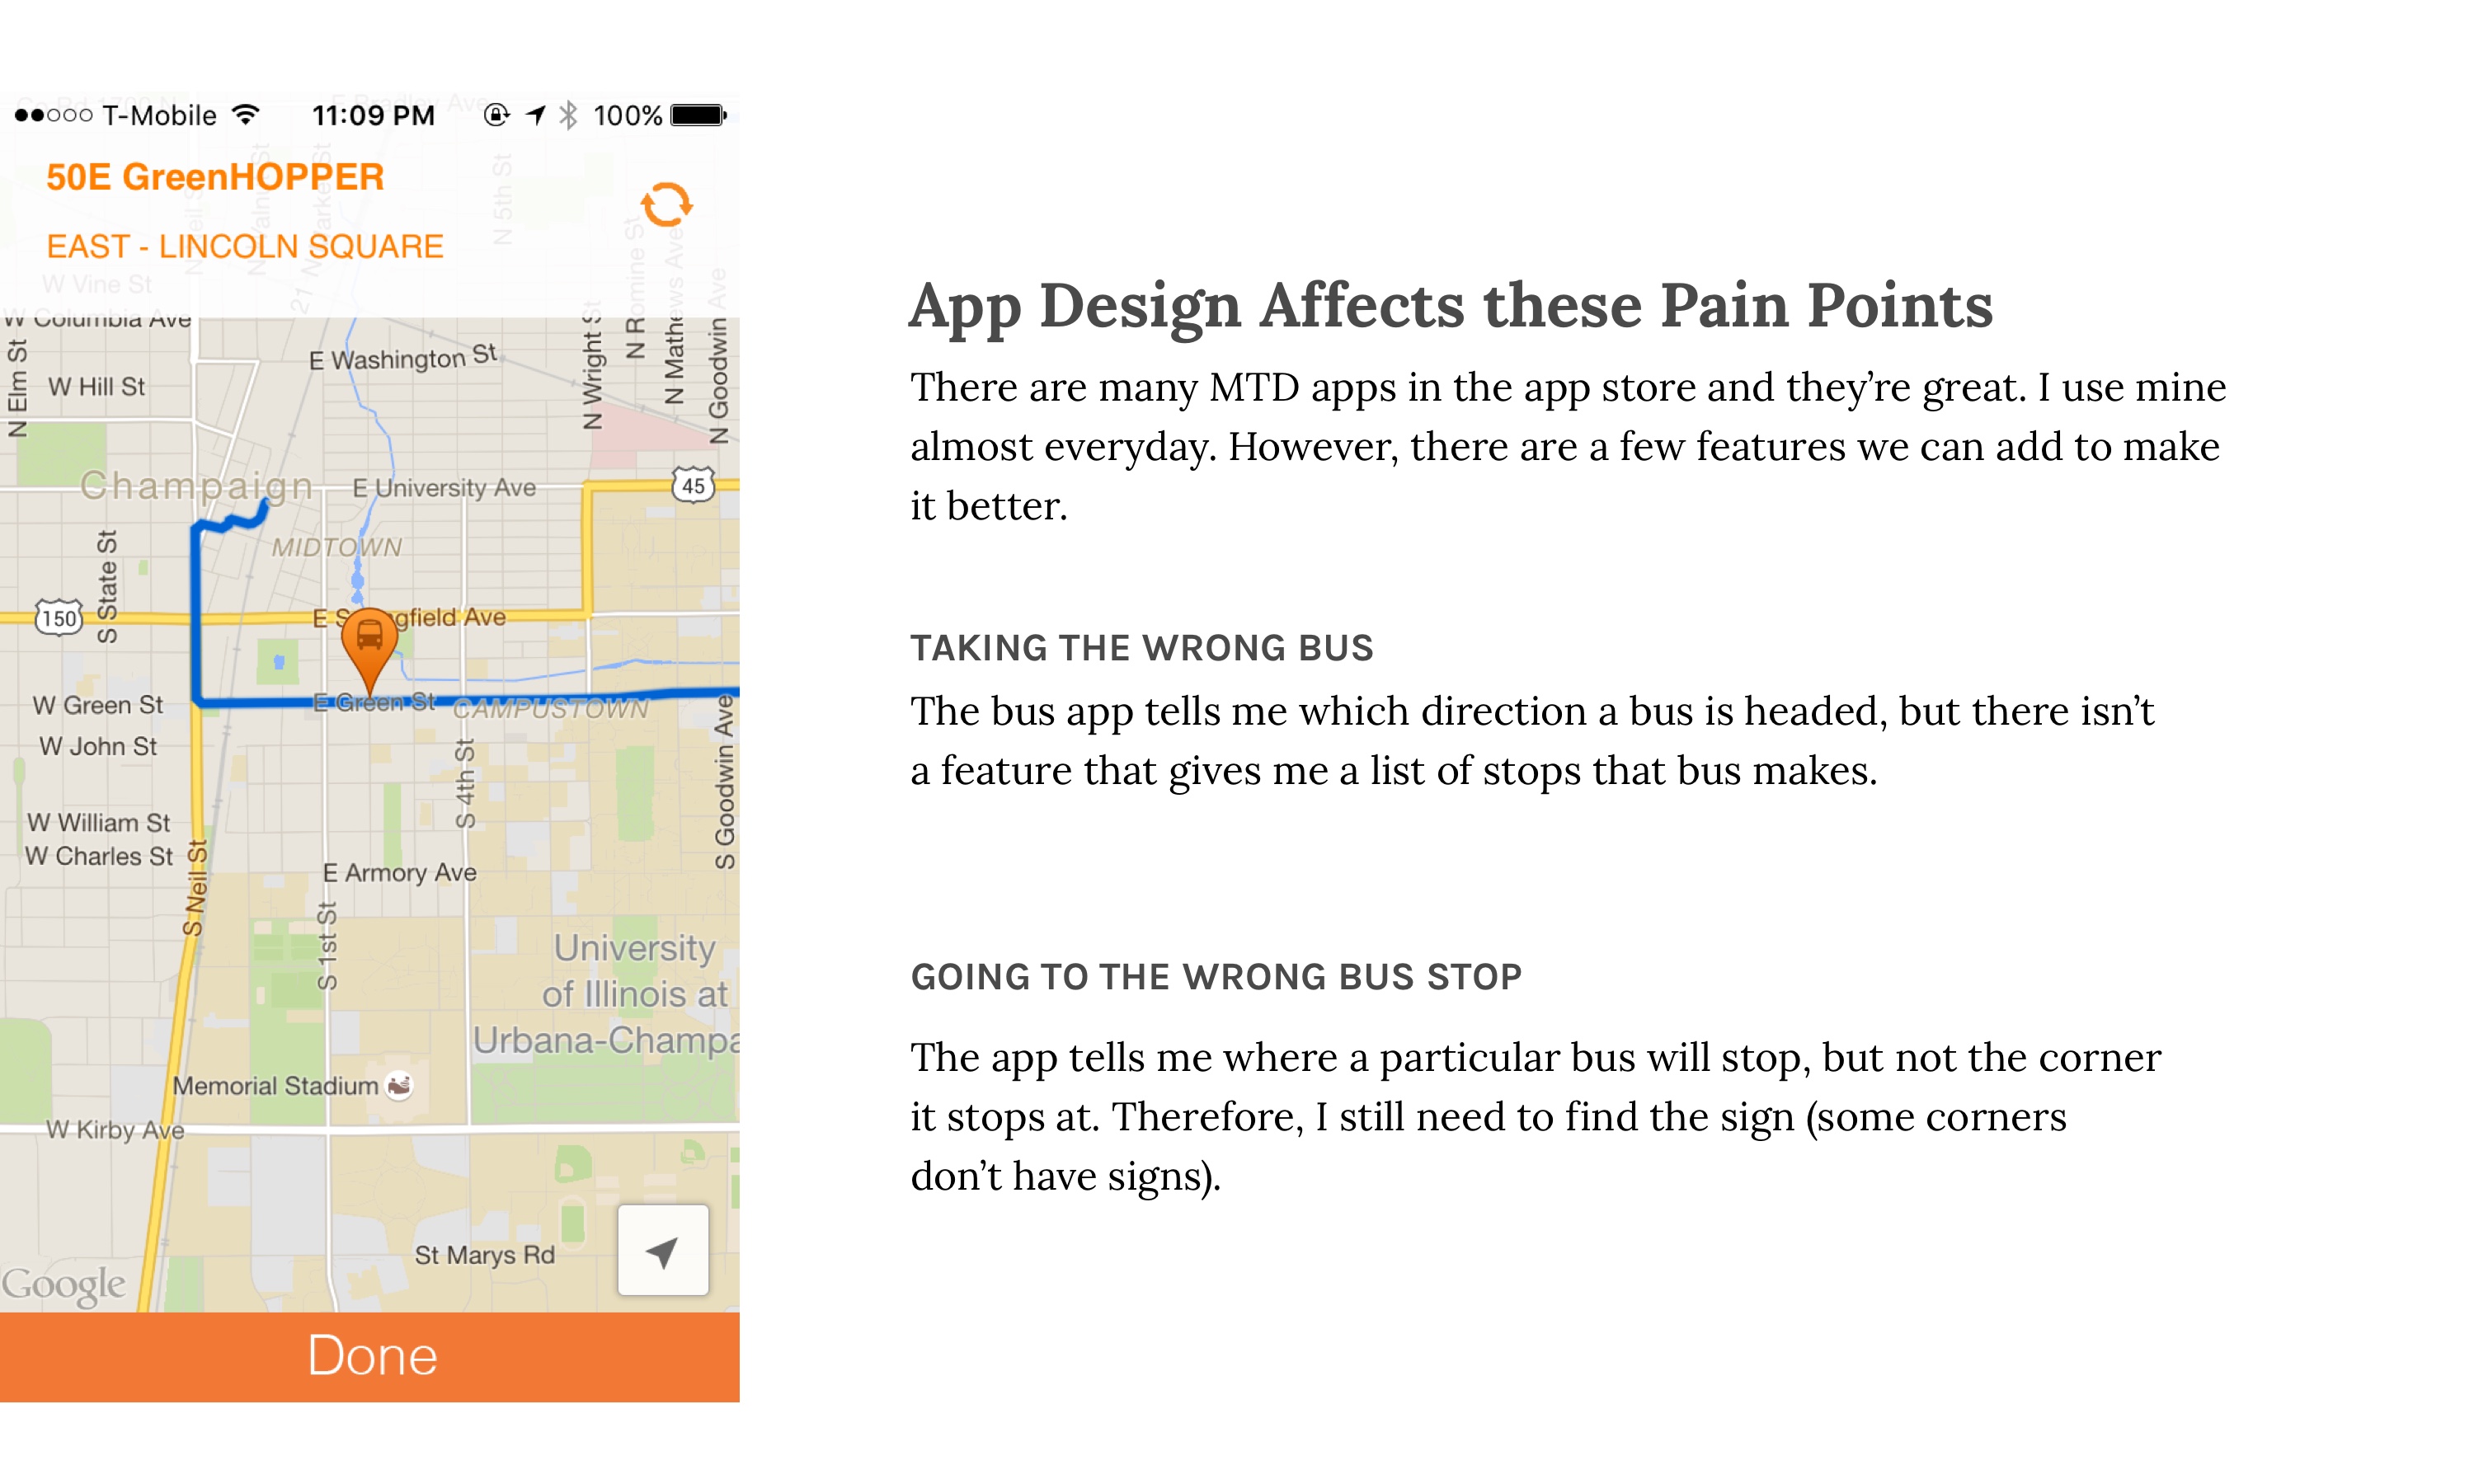 T-Mobile 11:09 PM 100%
50E GreenHOPPER
EAST - LINCOLN SQUARE
W Vine St
W Columbia Ave
N Elm St
W Hill St
E Washington St
N 5th St
N Wright S
N Romine St
N Mathews Ave
N Goodwin Ave
Champaign
E University Ave
45
MIDTOWN
S State St
150
E Green St
CAMPUSTOWN
W Green St
W John St
S 4th St
S Goodwin Ave
W William St
W Charles St
S Neil St
E Armory Ave
S 1st St
University
of Illinois at
Urbana-Champa
Memorial Stadium
W Kirby Ave
St Marys Rd
Google
Done
App Design Affects these Pain Points
There are many MTD apps in the app store and they’re great. I use mine
almost everyday. However, there are a few features we can add to make
it better.
TAKING THE WRONG BUS
The bus app tells me which direction a bus is headed, but there isn’t
a feature that gives me a list of stops that bus makes.
GOING TO THE WRONG BUS STOP
The app tells me where a particular bus will stop, but not the corner
it stops at. Therefore, I still need to find the sign (some corners
don’t have signs).